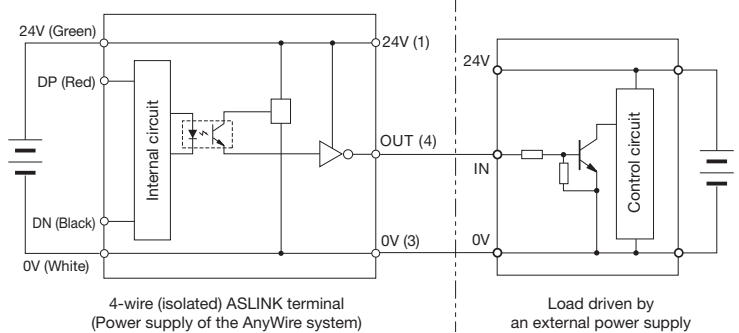 24V (Green)
DP (Red)
Internal circuit
DN (Black)
0V (White)
24V (1)
OUT (4)
0V (3)
24V
IN
0V
Control circuit
4-wire (isolated) ASLINK terminal
(Power supply of the AnyWire system)
Load driven by
an external power supply